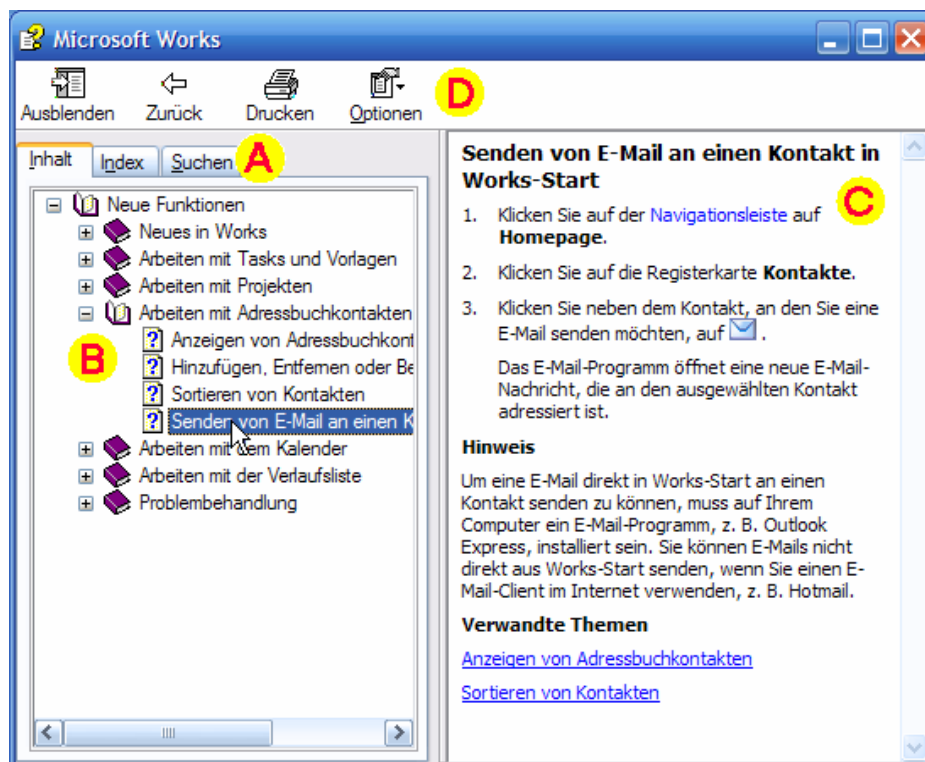 Microsoft Works
Ausblenden Zurück Drucken Optionen D
Inhalt Index Suchen A
Neue Funktionen
Neues in Works
Arbeiten mit Tasks und Vorlagen
Arbeiten mit Projekten
Arbeiten mit Adressbuchkontakten
B
Anzeigen von Adressbuchkont
Hinzufügen, Entfernen oder Be
Sortieren von Kontakten
Senden von E-Mail an einen K
Arbeiten mit dem Kalender
Arbeiten mit der Verlaufsliste
Problembehandlung
Senden von E-Mail an einen Kontakt in
Works-Start
C
1. Klicken Sie auf der Navigationsleiste auf
Homepage.
2. Klicken Sie auf die Registerkarte Kontakte.
3. Klicken Sie neben dem Kontakt, an den Sie eine
E-Mail senden möchten, auf .
Das E-Mail-Programm öffnet eine neue E-Mail-
Nachricht, die an den ausgewählten Kontakt
adressiert ist.
Hinweis
Um eine E-Mail direkt in Works-Start an einen
Kontakt senden zu können, muss auf Ihrem
Computer ein E-Mail-Programm, z. B. Outlook
Express, installiert sein. Sie können E-Mails nicht
direkt aus Works-Start senden, wenn Sie einen E-
Mail-Client im Internet verwenden, z. B. Hotmail.
Verwandte Themen
Anzeigen von Adressbuchkontakten
Sortieren von Kontakten